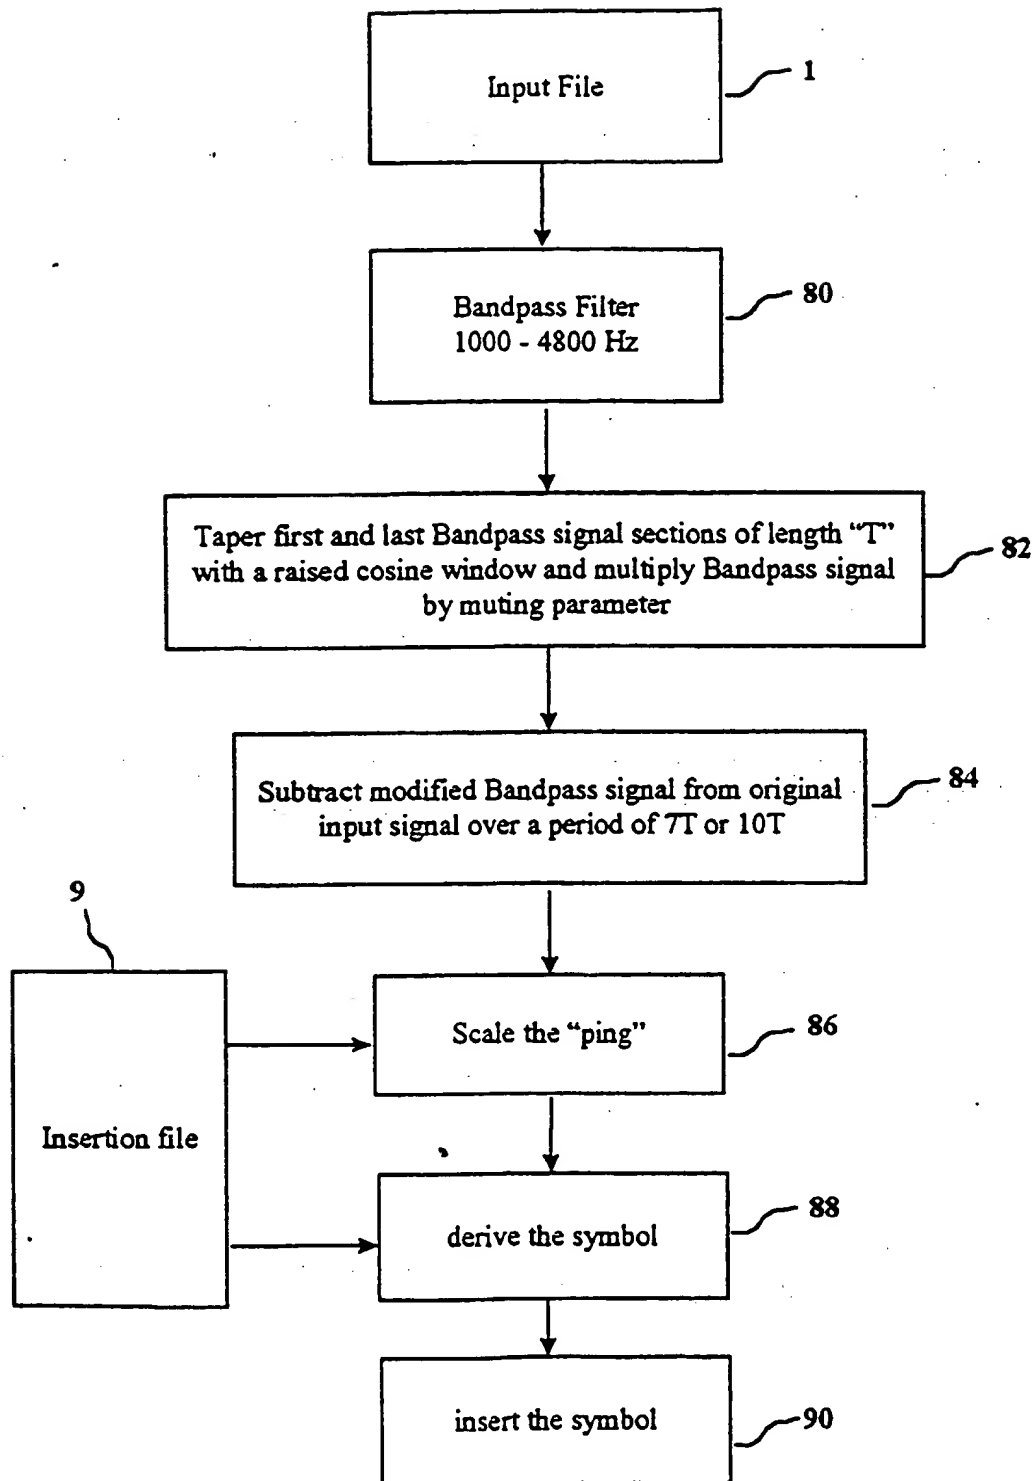 Input File
1
Bandpass Filter
1000 - 4800 Hz
80
Taper first and last Bandpass signal sections of length “T”
with a raised cosine window and multiply Bandpass signal
by muting parameter
82
Subtract modified Bandpass signal from original
input signal over a period of 7T or 10T
84
9
Insertion file
Scale the “ping”
86
derive the symbol
88
insert the symbol
90